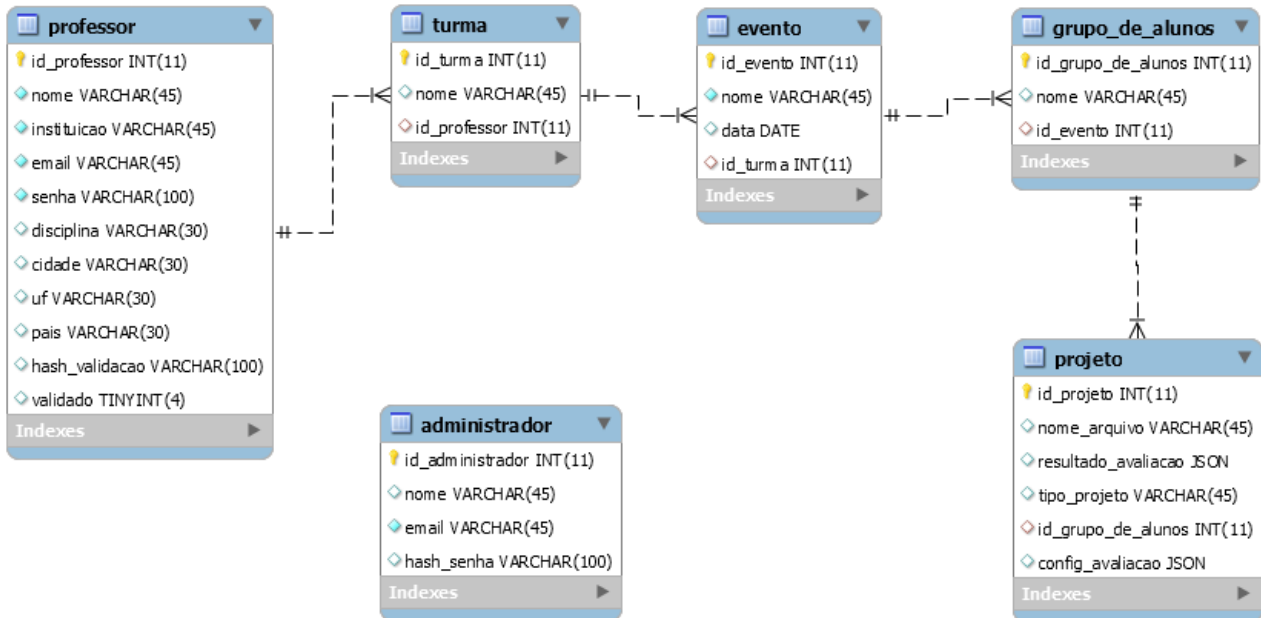 professor
id_professor INT(11)
nome VARCHAR(45)
instituicao VARCHAR(45)
email VARCHAR(45)
senha VARCHAR(100)
disciplina VARCHAR(30)
cidade VARCHAR(30)
uf VARCHAR(30)
pais VARCHAR(30)
hash_validacao VARCHAR(100)
validado TINYINT(4)
Indexes
turma
id_turma INT(11)
nome VARCHAR(45)
id_professor INT(11)
Indexes
evento
id_evento INT(11)
nome VARCHAR(45)
data DATE
id_turma INT(11)
Indexes
grupo_de_alunos
id_grupo_de_alunos INT(11)
nome VARCHAR(45)
id_evento INT(11)
Indexes
administrador
id_administrador INT(11)
nome VARCHAR(45)
email VARCHAR(45)
hash_senha VARCHAR(100)
Indexes
projeto
id_projeto INT(11)
nome_arquivo VARCHAR(45)
resultado_avaliacao JSON
tipo_projeto VARCHAR(45)
id_grupo_de_alunos INT(11)
config_avaliacao JSON
Indexes